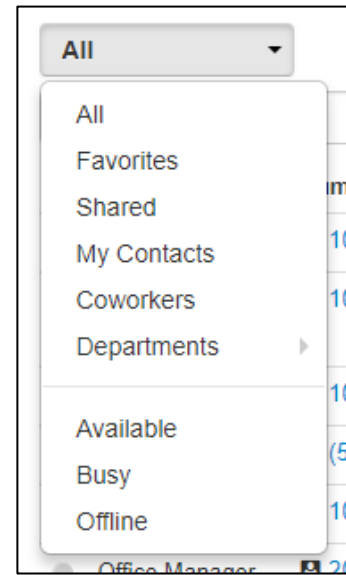 All
All
Favorites
Shared
My Contacts
Coworkers
Departments
Available
Busy
Offline
Office Manager